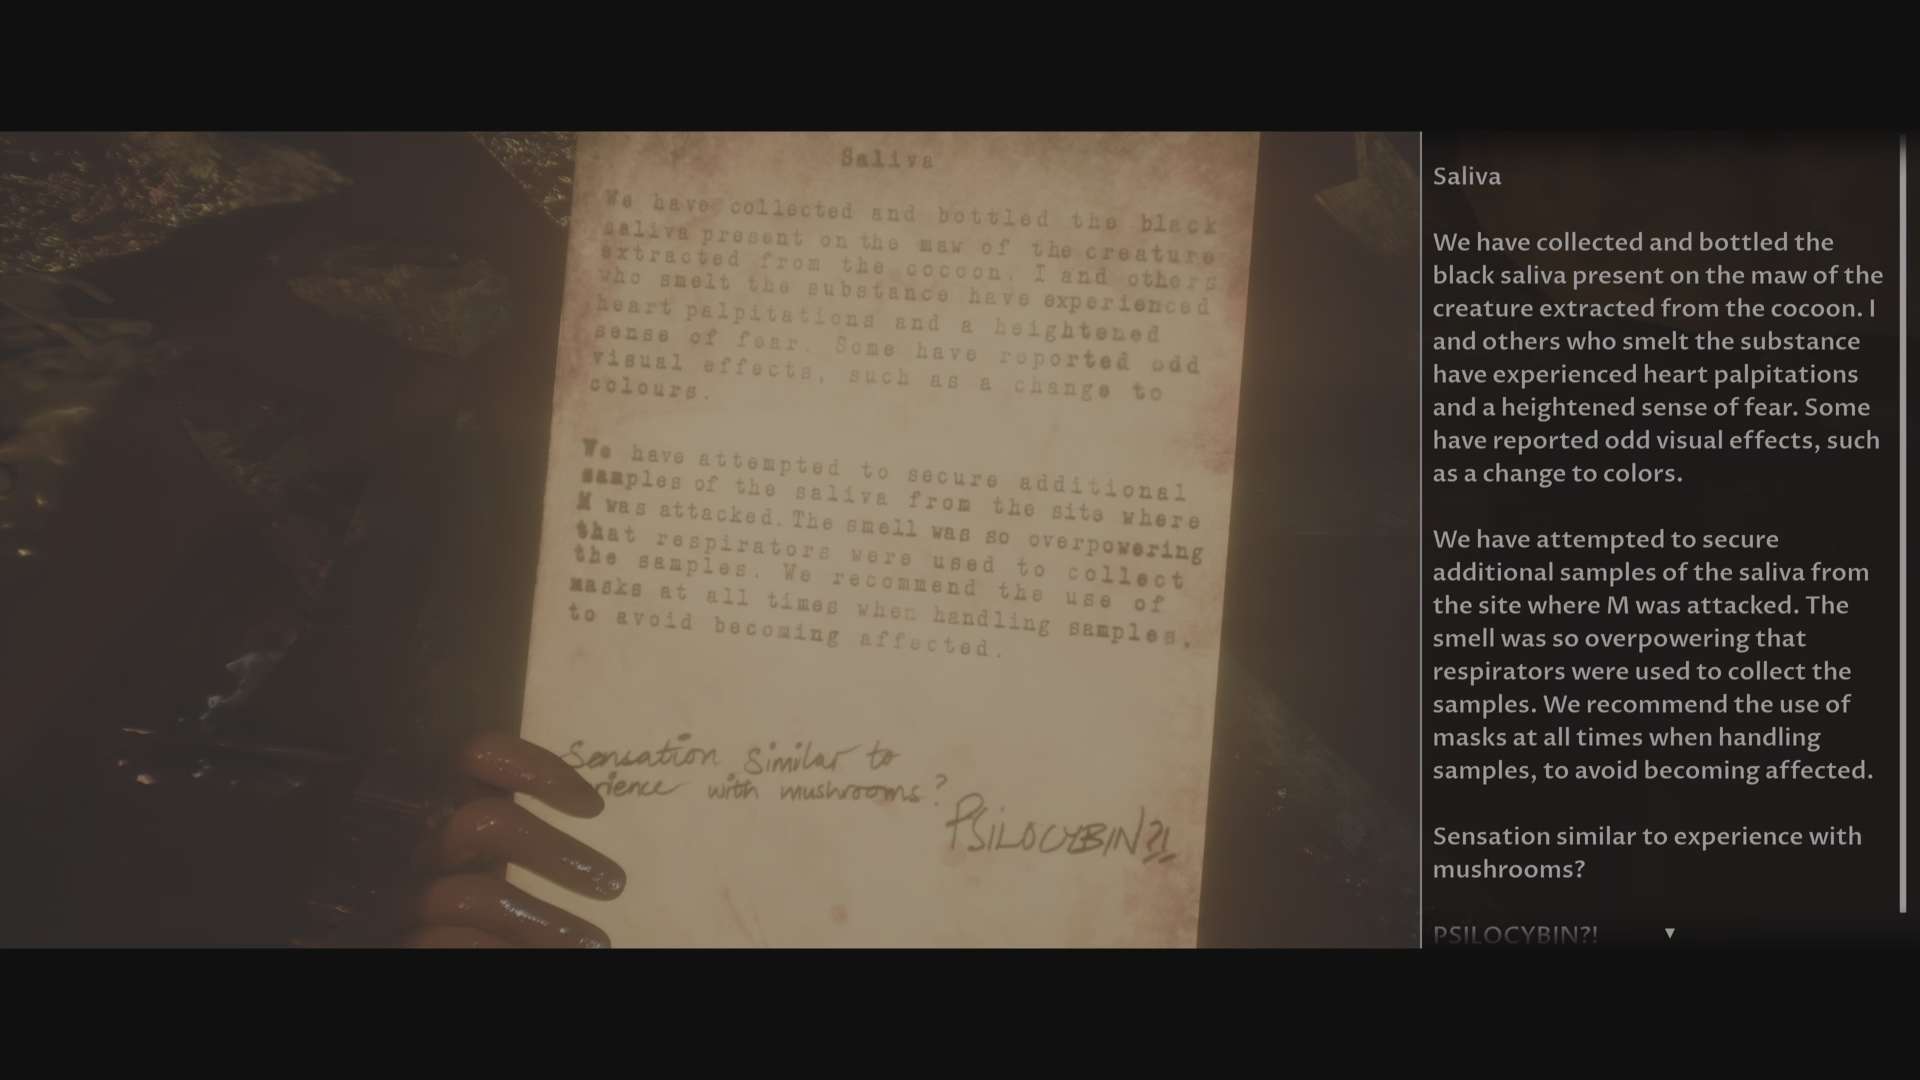 Saliva
We have collected and bottled the black
saliva present on the maw of the creature
extracted from the cocoon. I and others
who smelt the substance have experienced
heart palpitations and a heightened
sense of fear. Some have reported odd
visual effects, such as a change to
colours.
We have attempted to secure additional
samples of the saliva from the site where
M was attacked. The smell was so overpowering
that respirators were used to collect
the samples. We recommend the use of
masks at all times when handling samples,
to avoid becoming affected.
Sensation similar to
rience with mushrooms?
PSILOCYBIN?!
Saliva
We have collected and bottled the
black saliva present on the maw of the
creature extracted from the cocoon. I
and others who smelt the substance
have experienced heart palpitations
and a heightened sense of fear. Some
have reported odd visual effects, such
as a change to colors.
We have attempted to secure
additional samples of the saliva from
the site where M was attacked. The
smell was so overpowering that
respirators were used to collect the
samples. We recommend the use of
masks at all times when handling
samples, to avoid becoming affected.
Sensation similar to experience with
mushrooms?
PSILOCYBIN?!